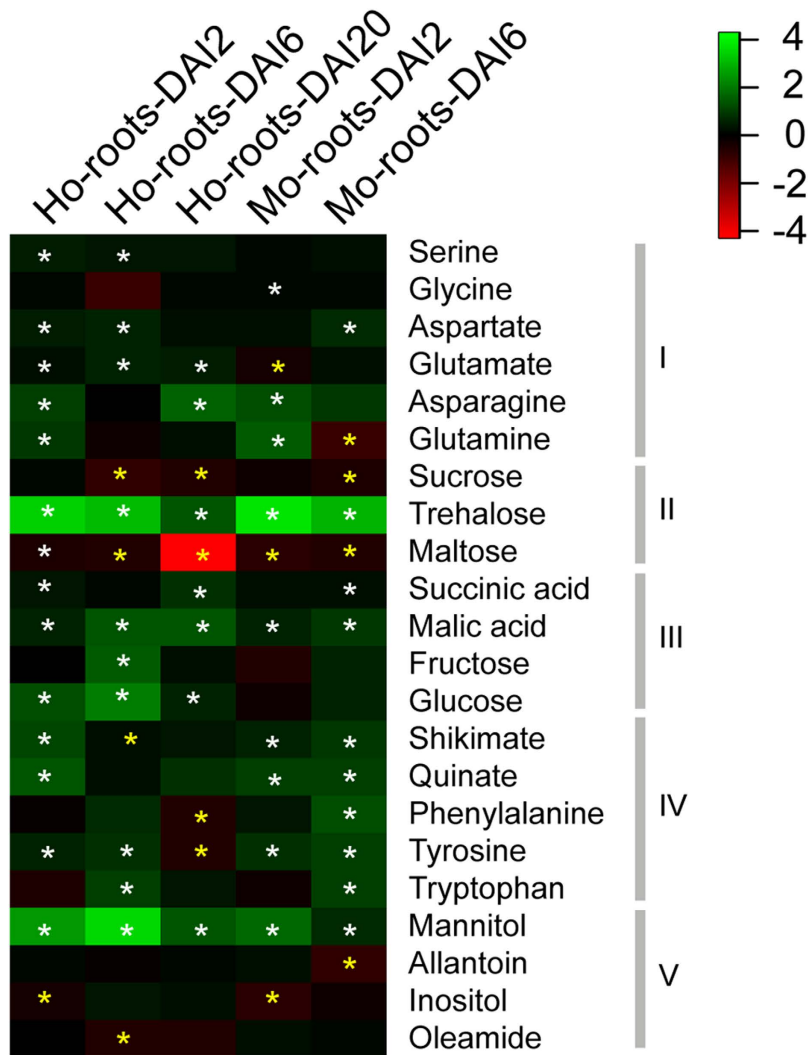 Ho-roots-DAI2
Ho-roots-DAI6
Ho-roots-DAI20
Mo-roots-DAI2
Mo-roots-DAI6
4
2
0
-2
-4
* * Serine
* Glycine
* * * Aspartate
* * * * Glutamate
* * * Asparagine
* * * Glutamine
* * * Sucrose
* * * * * Trehalose
* * * * * Maltose
* * * Succinic acid
* * * * * Malic acid
* Fructose
* * * Glucose
* * * * Shikimate
* * * Quinate
* * Phenylalanine
* * * * * Tyrosine
* * Tryptophan
* * * * * Mannitol
* Allantoin
* * Inositol
* Oleamide
I
II
III
IV
V